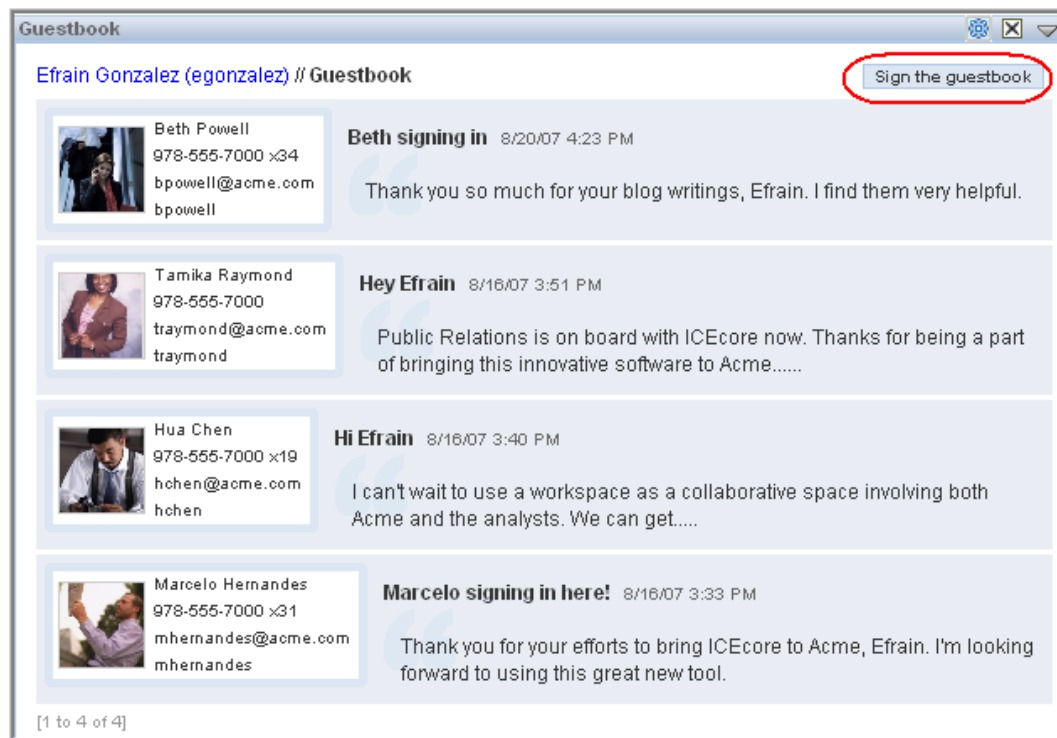 Guestbook
Efrain Gonzalez (egonzalez) // Guestbook
Sign the guestbook
Beth Powell
978-555-7000 x34
bpowell@acme.com
bpowell
Beth signing in 8/20/07 4:23 PM
Thank you so much for your blog writings, Efrain. I find them very helpful.
Tamika Raymond
978-555-7000
traymond@acme.com
traymond
Hey Efrain 8/16/07 3:51 PM
Public Relations is on board with ICEcore now. Thanks for being a part
of bringing this innovative software to Acme......
Hua Chen
978-555-7000 x19
hchen@acme.com
hchen
Hi Efrain 8/16/07 3:40 PM
I can't wait to use a workspace as a collaborative space involving both
Acme and the analysts. We can get.....
Marcelo Hernandes
978-555-7000 x31
mhernandes@acme.com
mhernandes
Marcelo signing in here! 8/16/07 3:33 PM
Thank you for your efforts to bring ICEcore to Acme, Efrain. I'm looking
forward to using this great new tool.
[1 to 4 of 4]